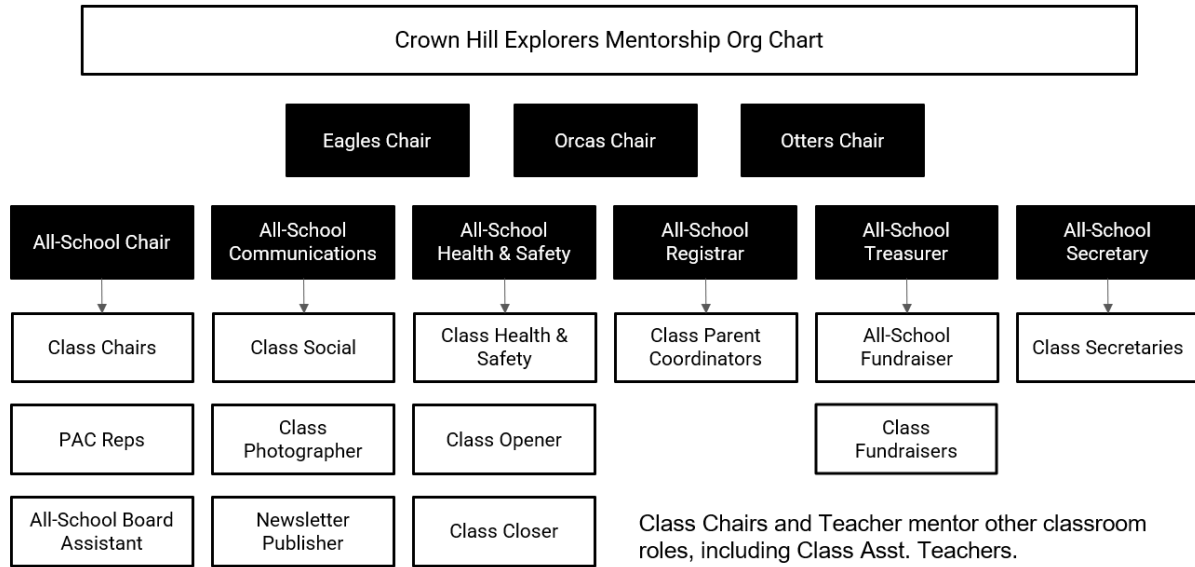 Crown Hill Explorers Mentorship Org Chart
Eagles Chair
Orcas Chair
Otters Chair
All-School Chair
All-School
Communications
All-School
Health & Safety
All-School
Registrar
All-School
Treasurer
All-School
Secretary
Class Chairs
Class Social
Class Health &
Safety
Class Parent
Coordinators
All-School
Fundraiser
Class Secretaries
PAC Reps
Class
Photographer
Class Opener
Class
Fundraisers
All-School Board
Assistant
Newsletter
Publisher
Class Closer
Class Chairs and Teacher mentor other classroom
roles, including Class Asst. Teachers.